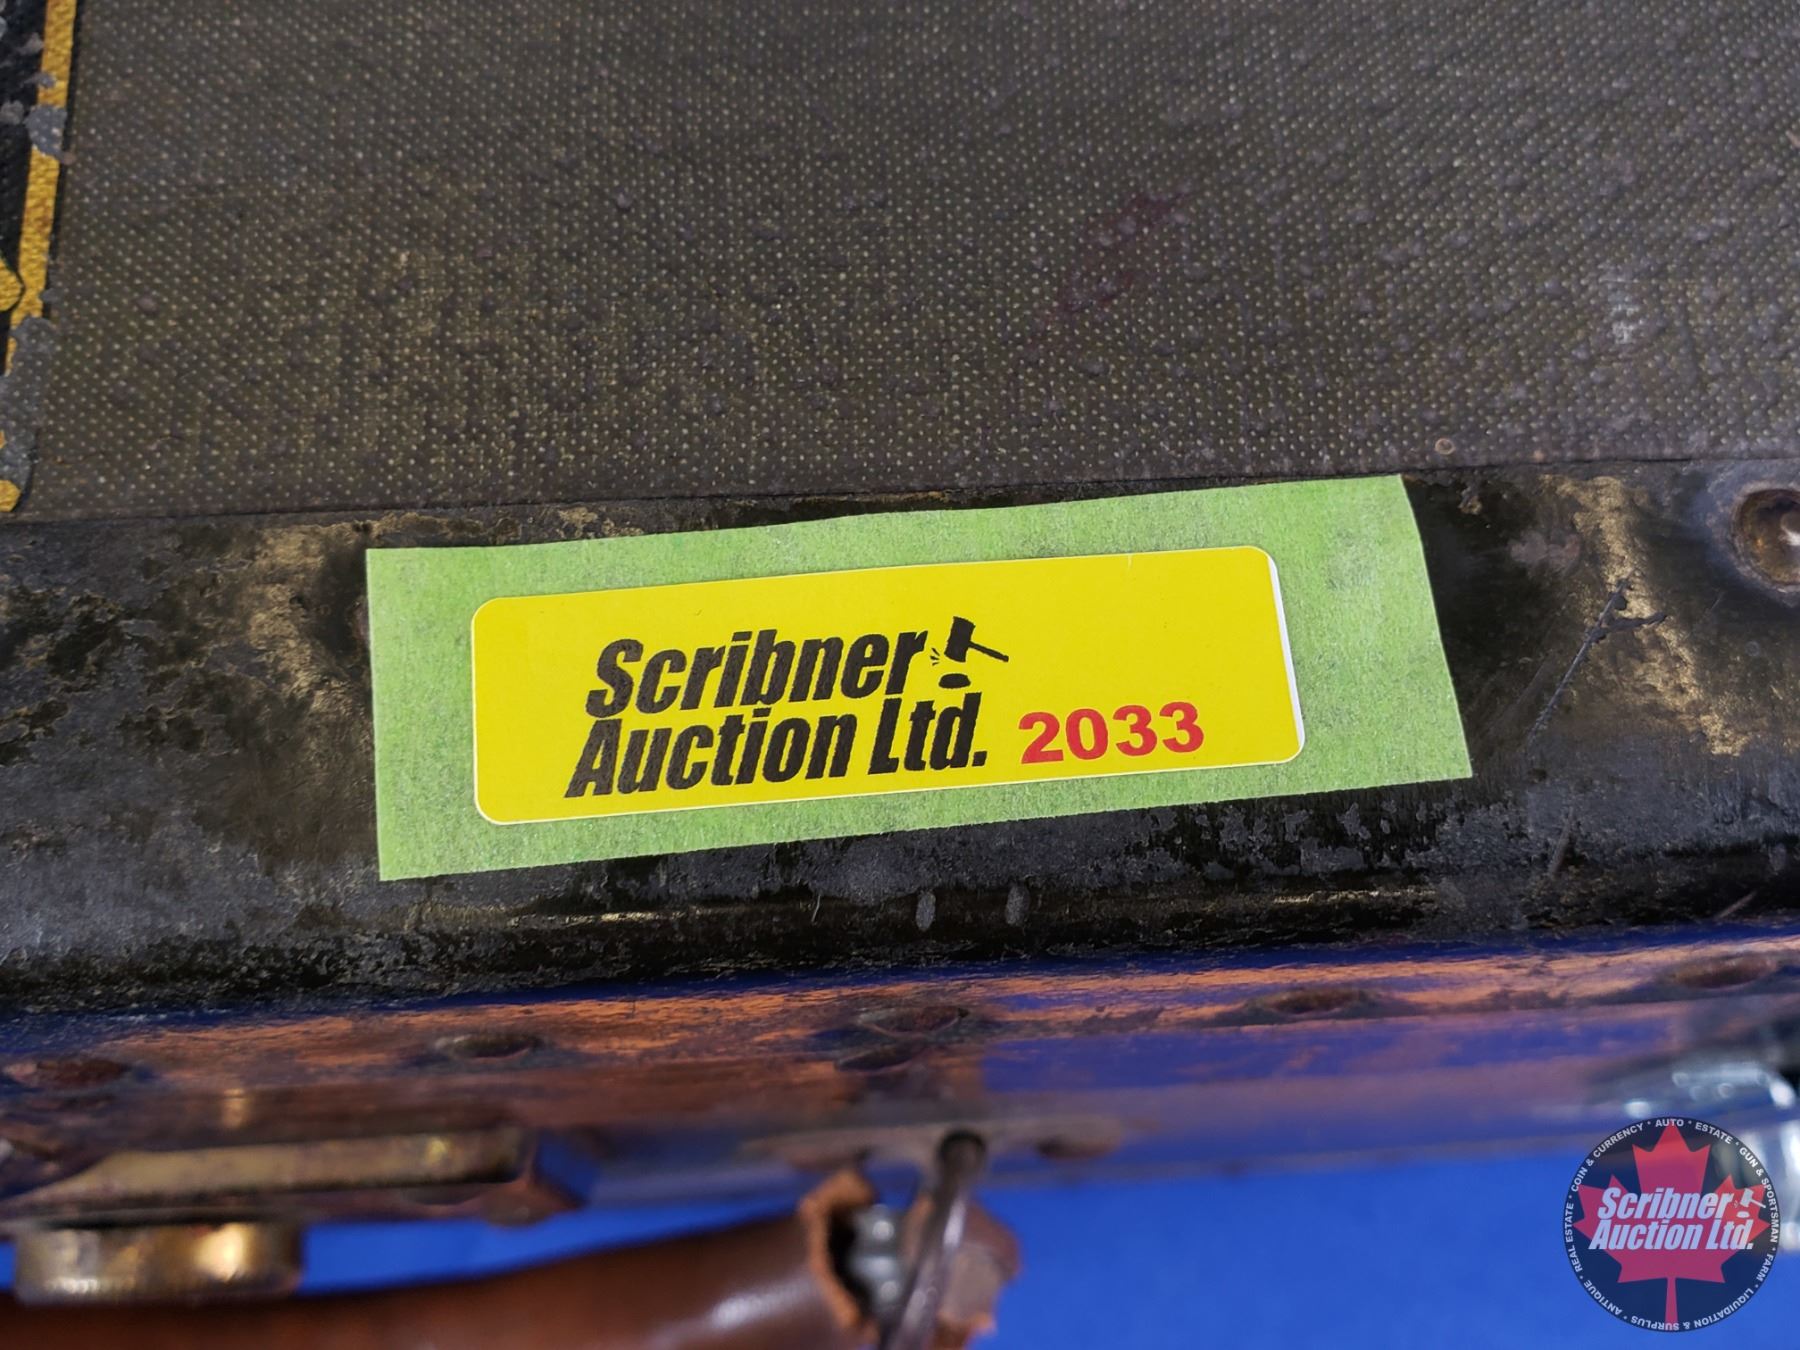 Scribner
Auction Ltd. 2033
COIN & CURRENCY * AUTO * ESTATE * GUN & SPORTSMAN * FARM * LIQUIDATION & SURPLUS * ANTIQUE * REAL ESTATE *
Scribner
Auction Ltd.